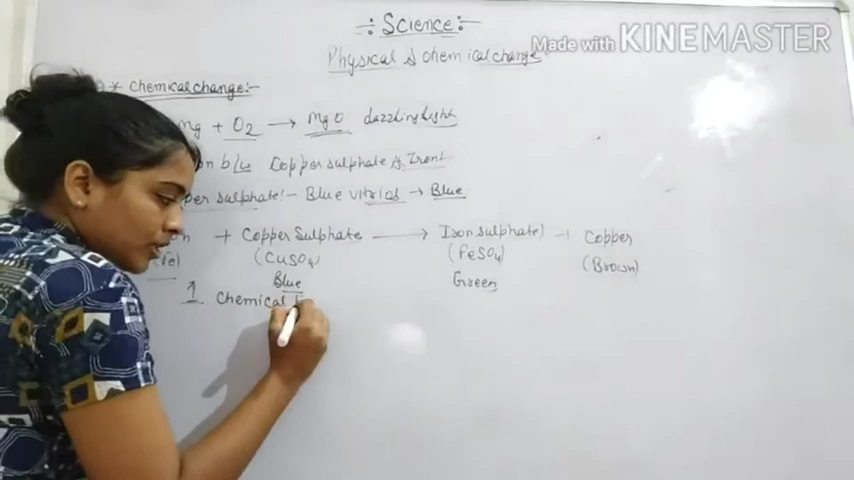 Science :-
Physical & chemical change
Made with KINEMASTER
* Chemical change:-
Mg + O2 → MgO dazzling light
n b/w Copper sulphate & Iron
per sulphate:- Blue vitriol → Blue
n + Copper Sulphate → Iron sulphate + Copper
(Fe) (CuSO4) (FeSO4) (Brown)
Blue Green
↑ Chemical